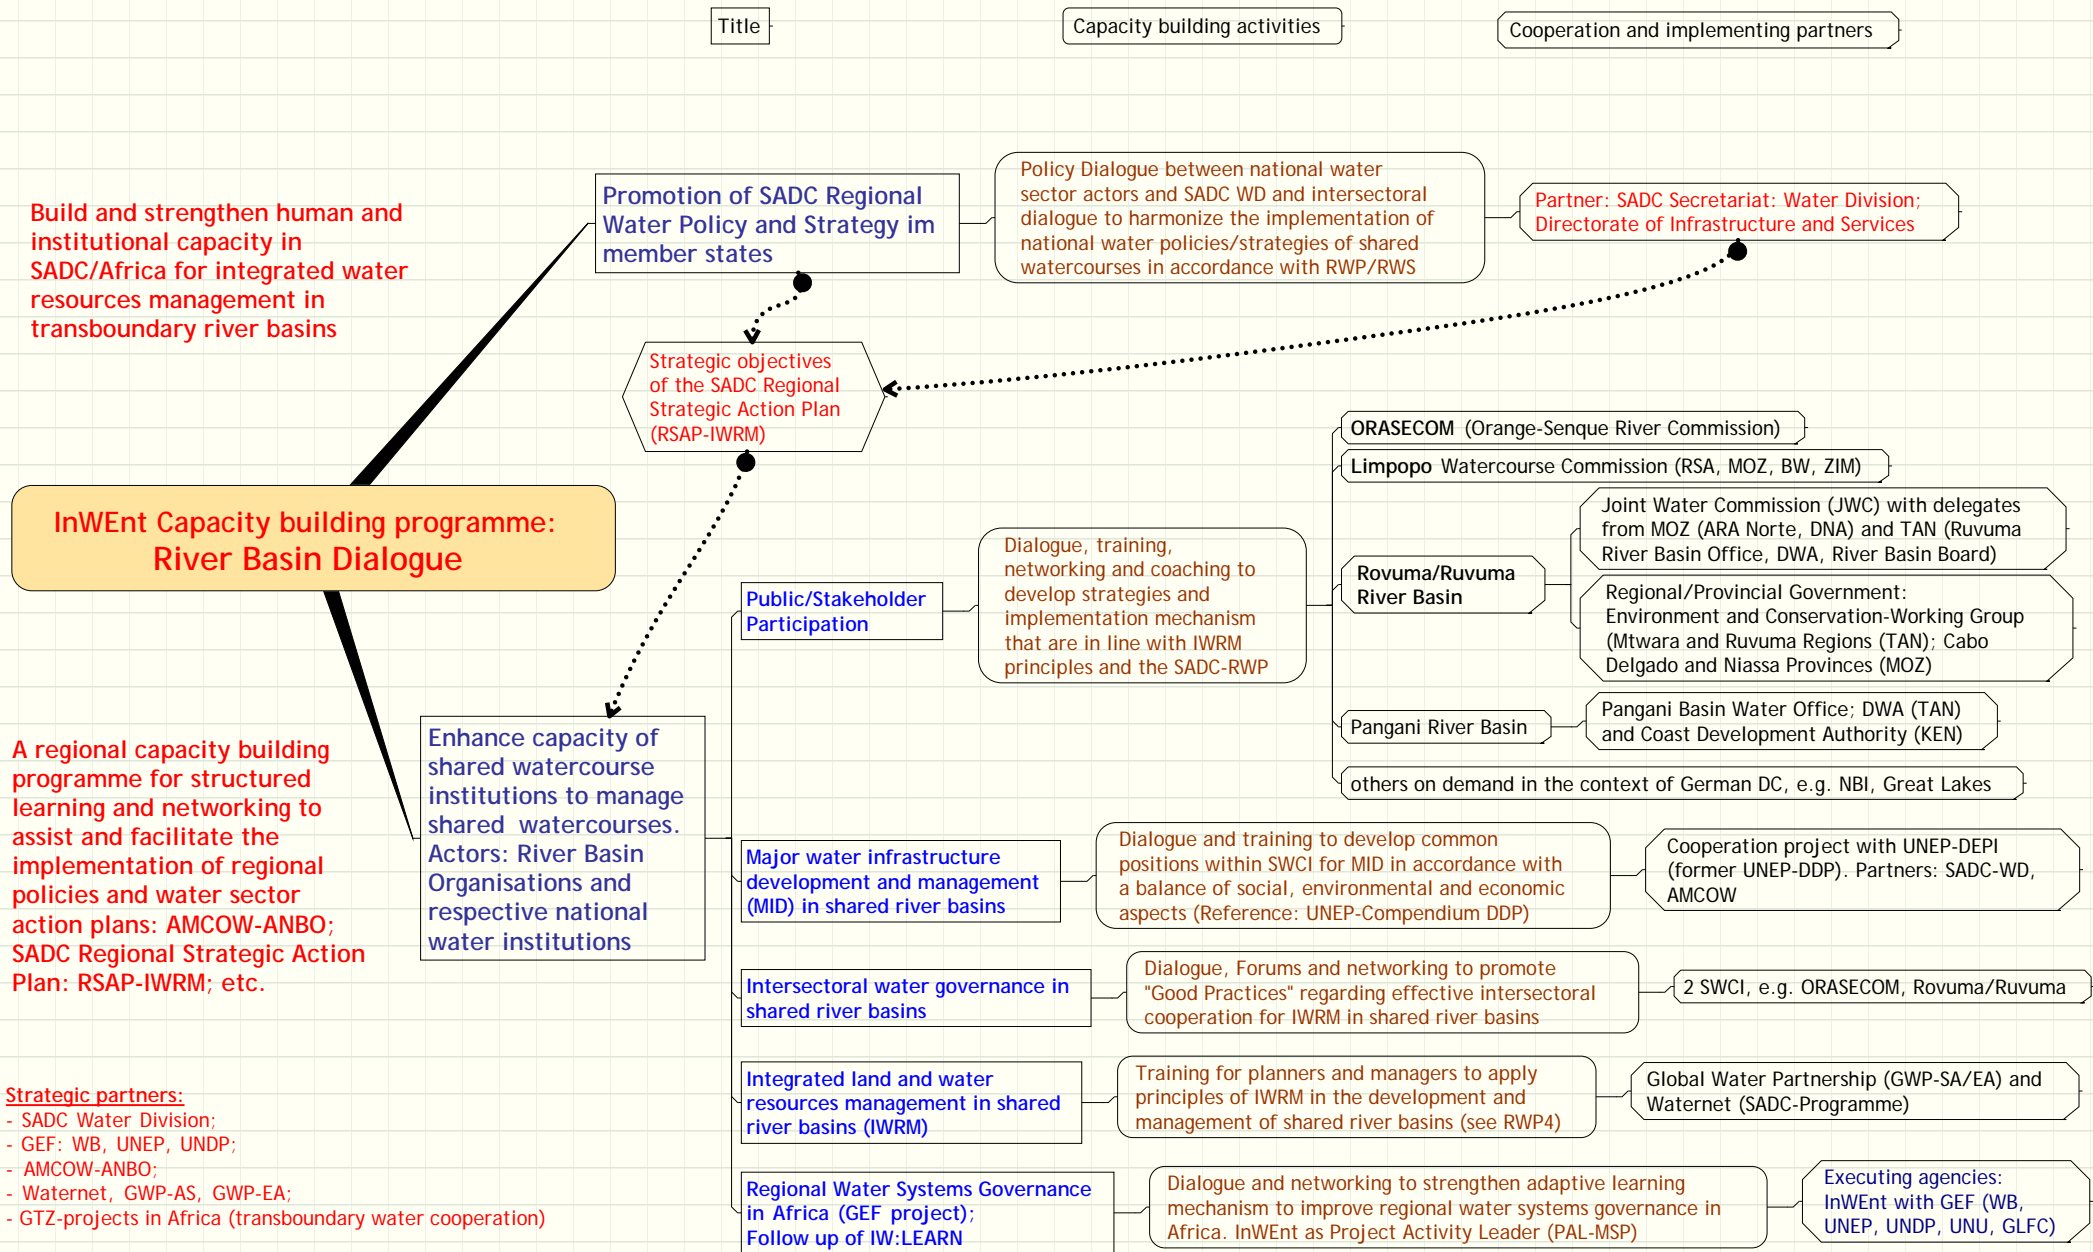 Title
Capacity building activities
Cooperation and implementing partners
Build and strengthen human and
institutional capacity in
SADC/Africa for integrated water
resources management in
transboundary river basins
Promotion of SADC Regional
Water Policy and Strategy im
member states
Policy Dialogue between national water
sector actors and SADC WD and intersectoral
dialogue to harmonize the implementation of
national water policies/strategies of shared
watercourses in accordance with RWP/RWS
Partner: SADC Secretariat: Water Division;
Directorate of Infrastructure and Services
Strategic objectives
of the SADC Regional
Strategic Action Plan
(RSAP-IWRM)
InWEnt Capacity building programme:
River Basin Dialogue
A regional capacity building
programme for structured
learning and networking to
assist and facilitate the
implementation of regional
policies and water sector
action plans: AMCOW-ANBO;
SADC Regional Strategic Action
Plan: RSAP-IWRM; etc.
Enhance capacity of
shared watercourse
institutions to manage
shared  watercourses.
Actors: River Basin
Organisations and
respective national
water institutions
Public/Stakeholder
Participation
Dialogue, training,
networking and coaching to
develop strategies and
implementation mechanism
that are in line with IWRM
principles and the SADC-RWP
ORASECOM (Orange-Senque River Commission)
Limpopo Watercourse Commission (RSA, MOZ, BW, ZIM)
Rovuma/Ruvuma
River Basin
Joint Water Commission (JWC) with delegates
from MOZ (ARA Norte, DNA) and TAN (Ruvuma
River Basin Office, DWA, River Basin Board)
Regional/Provincial Government:
Environment and Conservation-Working Group
(Mtwara and Ruvuma Regions (TAN); Cabo
Delgado and Niassa Provinces (MOZ)
Pangani River Basin
Pangani Basin Water Office; DWA (TAN)
and Coast Development Authority (KEN)
others on demand in the context of German DC, e.g. NBI, Great Lakes
Major water infrastructure
development and management
(MID) in shared river basins
Dialogue and training to develop common
positions within SWCI for MID in accordance with
a balance of social, environmental and economic
aspects (Reference: UNEP-Compendium DDP)
Cooperation project with UNEP-DEPI
(former UNEP-DDP). Partners: SADC-WD,
AMCOW
Intersectoral water governance in
shared river basins
Dialogue, Forums and networking to promote
"Good Practices" regarding effective intersectoral
cooperation for IWRM in shared river basins
2 SWCI, e.g. ORASECOM, Rovuma/Ruvuma
Integrated land and water
resources management in shared
river basins (IWRM)
Training for planners and managers to apply
principles of IWRM in the development and
management of shared river basins (see RWP4)
Global Water Partnership (GWP-SA/EA) and
Waternet (SADC-Programme)
Regional Water Systems Governance
in Africa (GEF project);
Follow up of IW:LEARN
Dialogue and networking to strengthen adaptive learning
mechanism to improve regional water systems governance in
Africa. InWEnt as Project Activity Leader (PAL-MSP)
Executing agencies:
InWEnt with GEF (WB,
UNEP, UNDP, UNU, GLFC)
Strategic partners:
- SADC Water Division;
- GEF: WB, UNEP, UNDP;
- AMCOW-ANBO;
- Waternet, GWP-AS, GWP-EA;
- GTZ-projects in Africa (transboundary water cooperation)